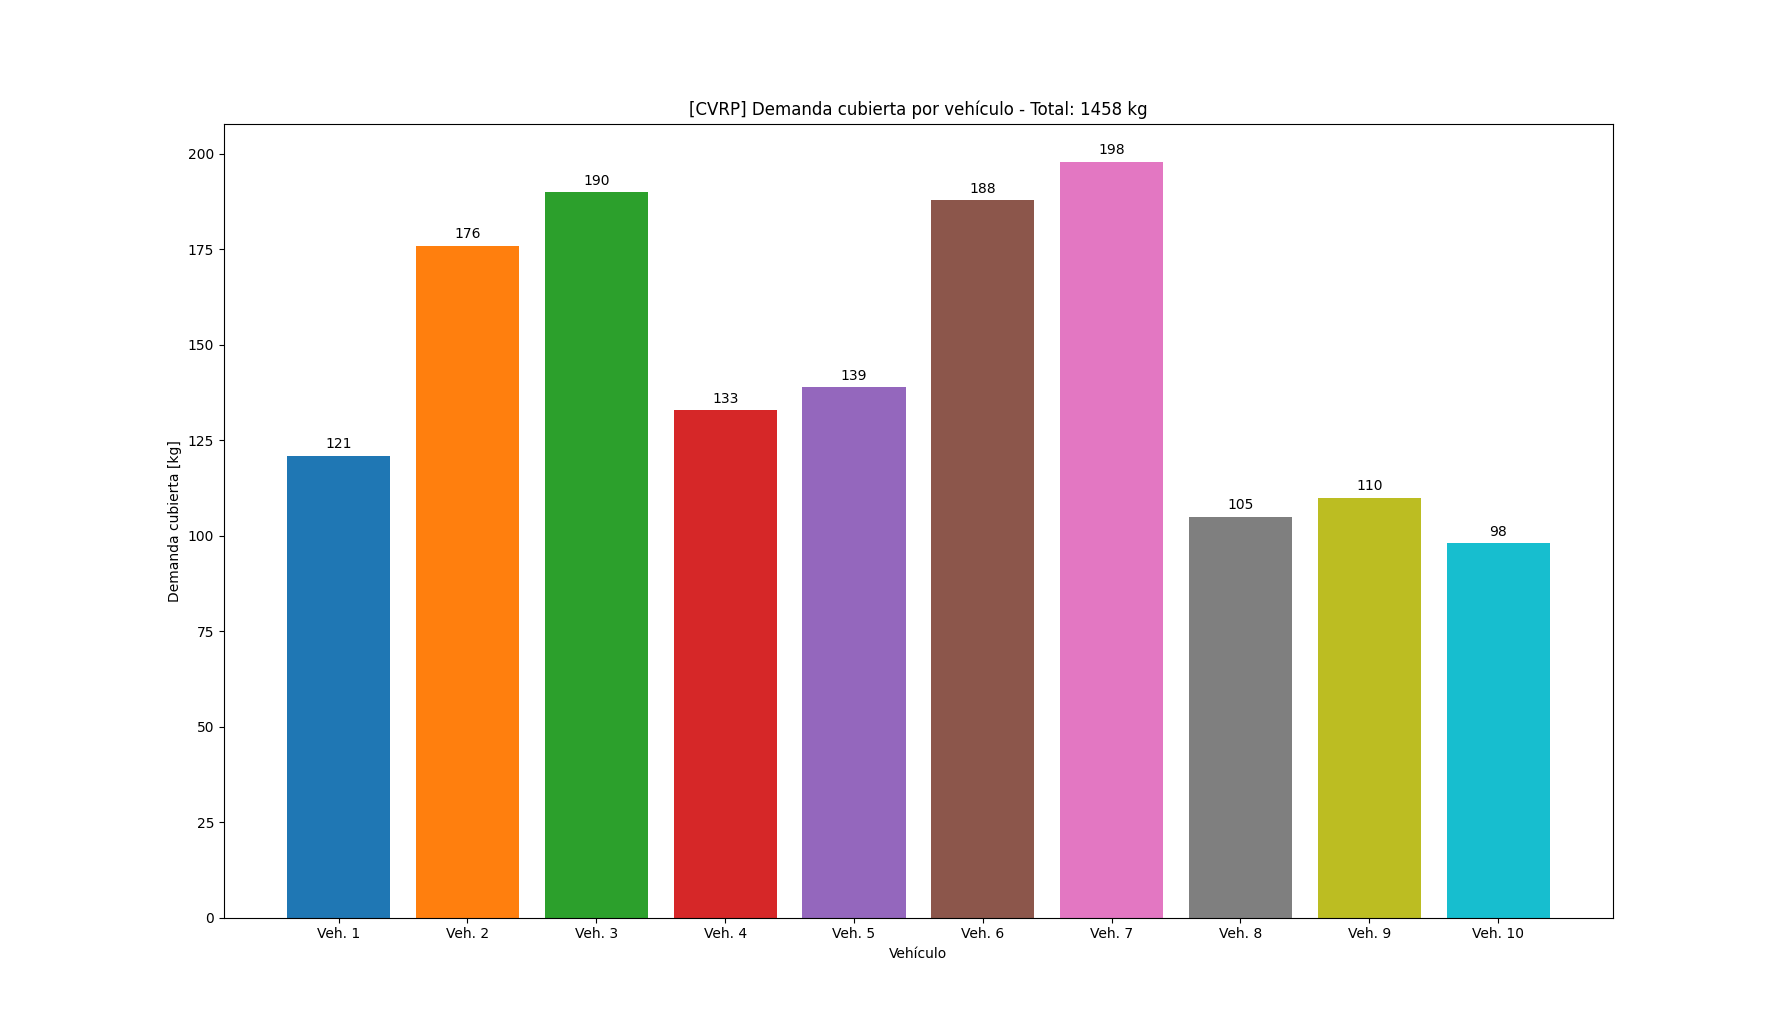 [CVRP] Demanda cubierta por vehículo - Total: 1458 kg
200
175
150
125
100
75
50
25
0
Demanda cubierta [kg]
121
176
190
133
139
188
198
105
110
98
Veh. 1
Veh. 2
Veh. 3
Veh. 4
Veh. 5
Veh. 6
Veh. 7
Veh. 8
Veh. 9
Veh. 10
Vehículo